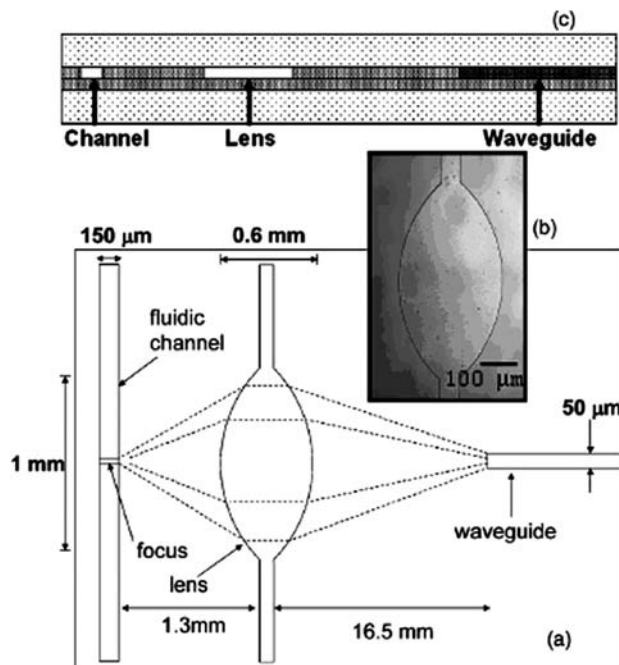 (c)
Channel
Lens
Waveguide
(b)
100 μm
150 μm
0.6 mm
fluidic
channel
50 μm
1 mm
focus
lens
waveguide
1.3mm
16.5 mm
(a)